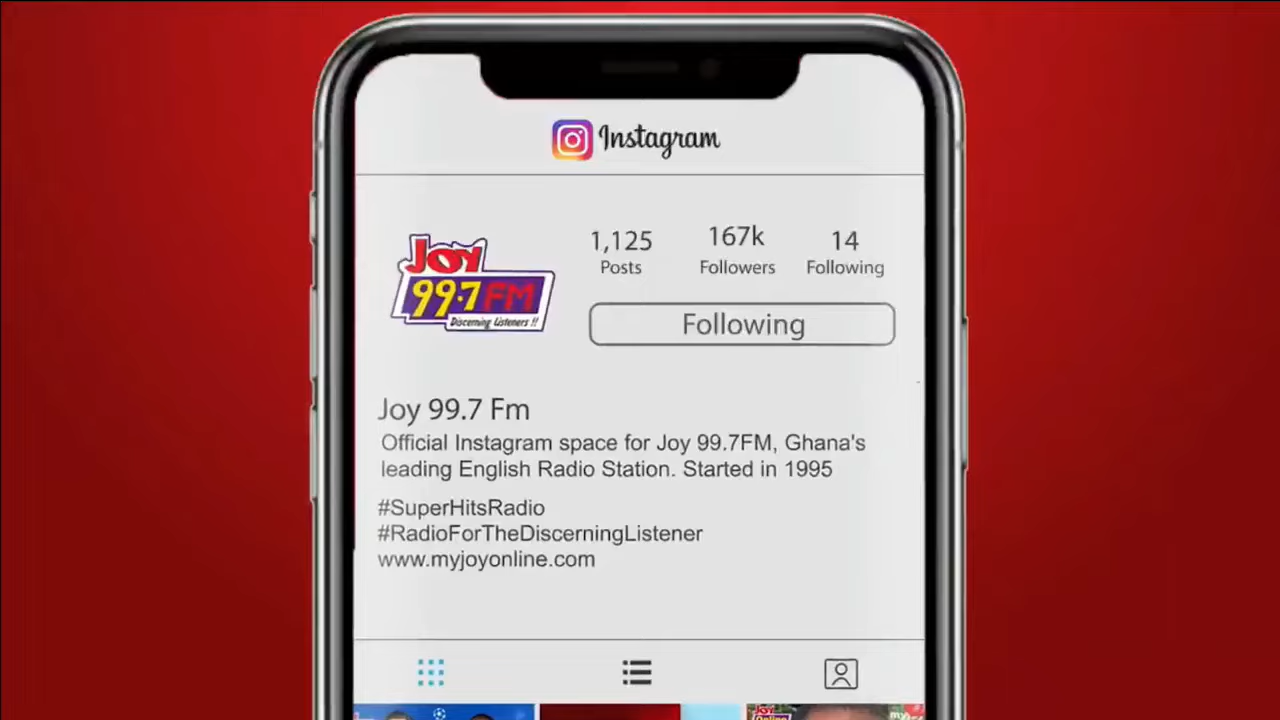 Instagram
JOY
99.7 FM
Discerning Listeners !!
1,125
Posts
167k
Followers
14
Following
Following
Joy 99.7 Fm
Official Instagram space for Joy 99.7FM, Ghana's
leading English Radio Station. Started in 1995
#SuperHitsRadio
#RadioForTheDiscerningListener
www.myjoyonline.com
JOY
Online